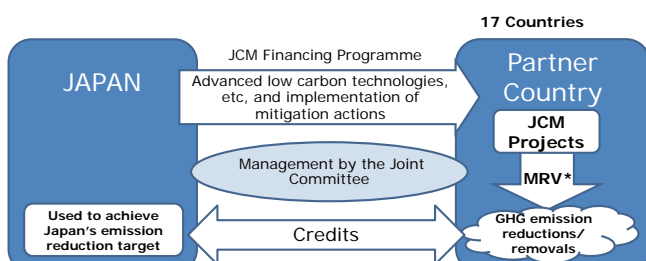 17 Countries
JCM Financing Programme
JAPAN
Advanced low carbon technologies,
etc, and implementation of
mitigation actions
Partner
Country
JCM
Projects
Management by the Joint
Committee
MRV*
Used to achieve
Japan's emission
reduction target
Credits
GHG emission
reductions/
removals